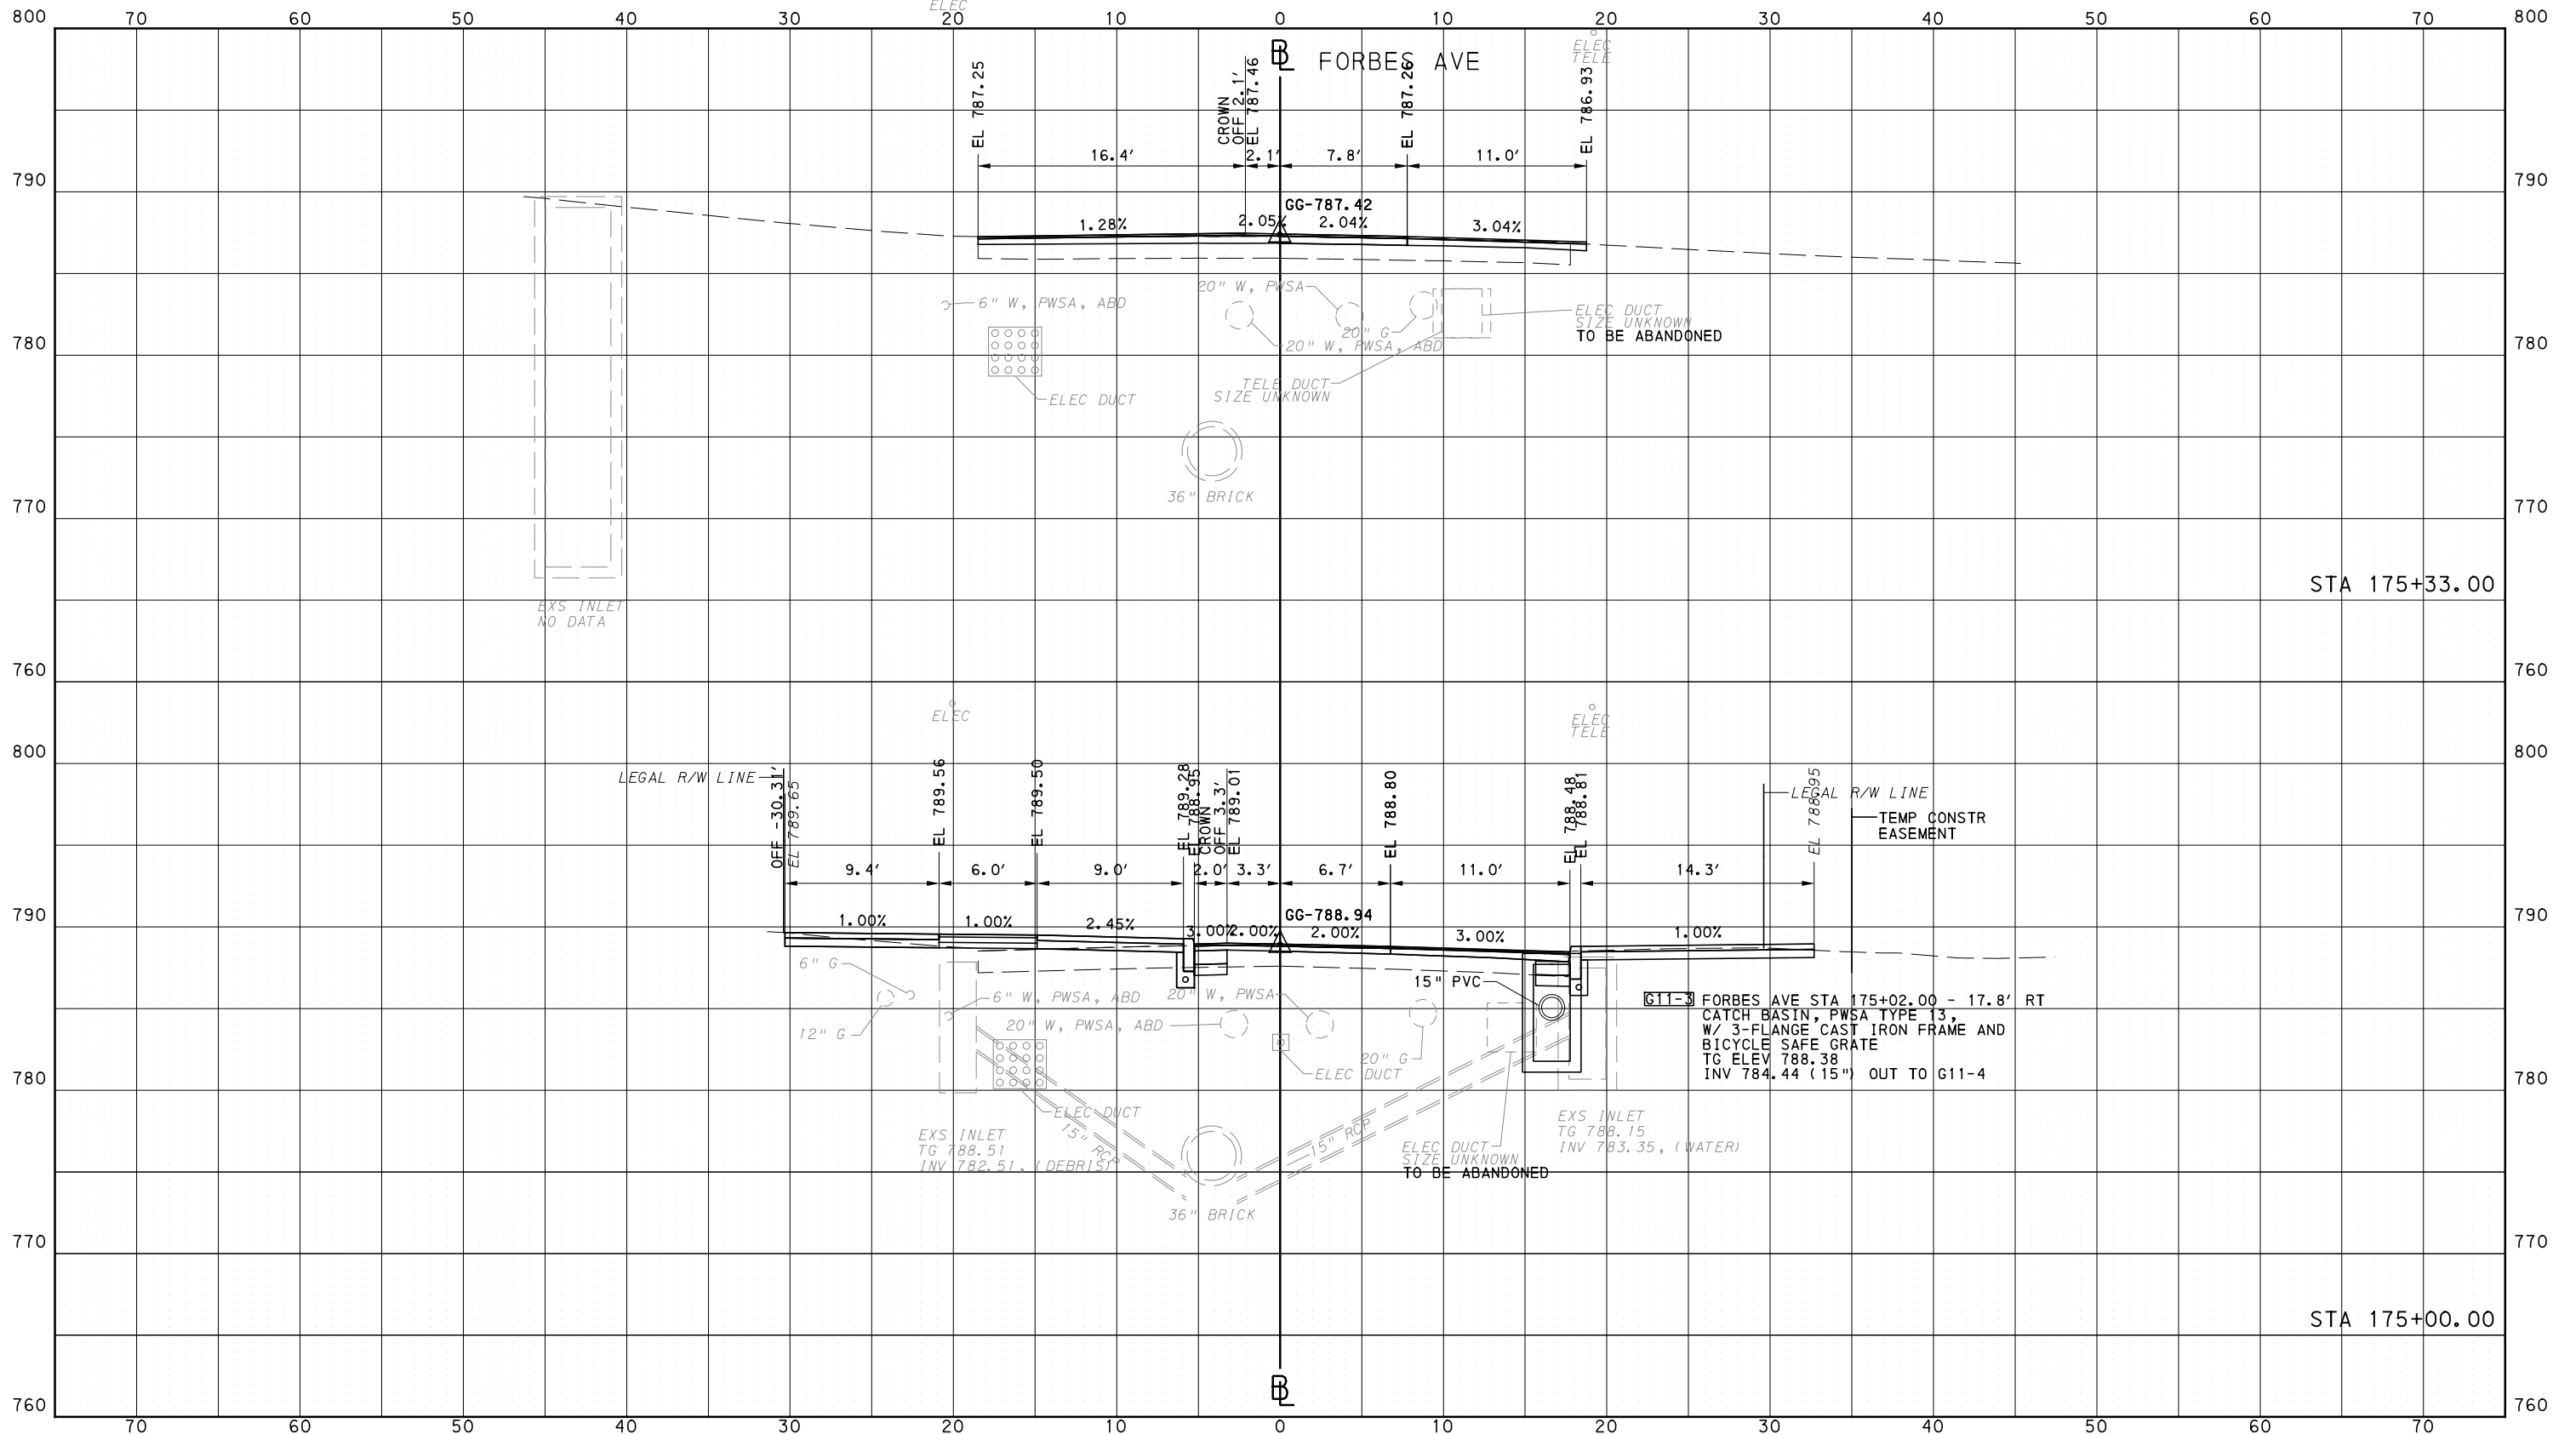 ELEC
800 70 60 50 40 30 20 10 0 10 20 30 40 50 60 70 800
BL FORBES AVE
ELEC
TELE
EL 787.25
CROWN
OFF 2.1'
EL 787.46
EL 787.26
EL 786.93
16.4' 2.1' 7.8' 11.0'
790 790
GG-787.42
1.28% 2.05% 2.04% 3.04%
6" W, PWSA, ABD
20" W, PWSA
20" G
20" W, PWSA, ABD
ELEC DUCT
SIZE UNKNOWN
TO BE ABANDONED
780 780
TELE DUCT
SIZE UNKNOWN
ELEC DUCT
36" BRICK
770 770
EXS INLET
NO DATA
STA 175+33.00
760 760
ELEC
ELEC
TELE
800 800
LEGAL R/W LINE
OFF -30.31'
EL 789.65
EL 789.56
EL 789.50
EL 789.28
EL 788.95
CROWN
OFF 3.3'
EL 789.01
EL 788.80
EL 788.48
EL 788.81
EL 788.95
LEGAL R/W LINE
TEMP CONSTR
EASEMENT
9.4' 6.0' 9.0' 2.0' 3.3' 6.7' 11.0' 14.3'
790 790
GG-788.94
1.00% 1.00% 2.45% 3.00% 2.00% 2.00% 3.00% 1.00%
6" G
12" G
6" W, PWSA, ABD
20" W, PWSA
20" W, PWSA, ABD
15" PVC
20" G
ELEC DUCT
G11-3 FORBES AVE STA 175+02.00 - 17.8' RT
CATCH BASIN, PWSA TYPE 13,
W/ 3-FLANGE CAST IRON FRAME AND
BICYCLE SAFE GRATE
TG ELEV 788.38
INV 784.44 (15") OUT TO G11-4
780 780
ELEC DUCT
15" RCP
15" RCP
EXS INLET
TG 788.51
INV 782.51, (DEBRIS)
ELEC DUCT
SIZE UNKNOWN
TO BE ABANDONED
EXS INLET
TG 788.15
INV 783.35, (WATER)
36" BRICK
770 770
STA 175+00.00
BL
760 760
70 60 50 40 30 20 10 0 10 20 30 40 50 60 70